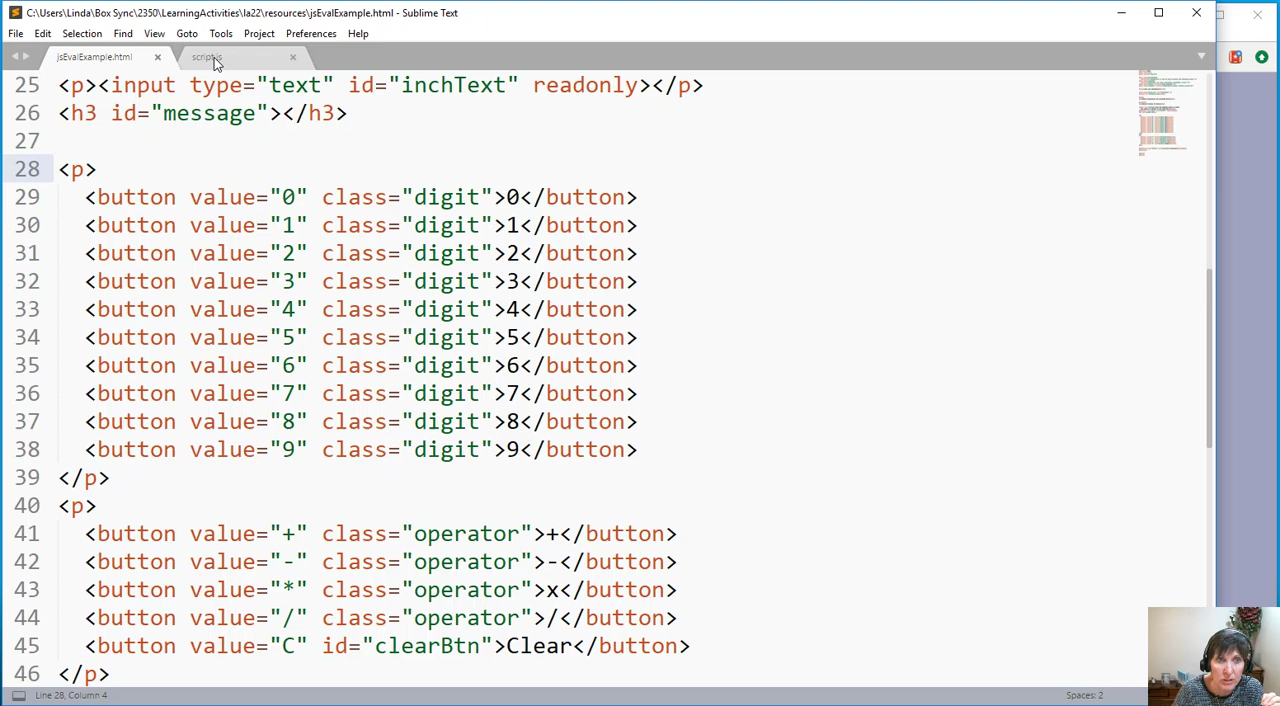 C:\Users\Linda\Box Sync\2350\LearningActivities\la22\resources\jsEvalExample.html - Sublime Text
File Edit Selection Find View Goto Tools Project Preferences Help
jsEvalExample.html script.js
25 <p><input type="text" id="inchText" readonly></p>
26 <h3 id="message"></h3>
27
28 <p>
29 <button value="0" class="digit">0</button>
30 <button value="1" class="digit">1</button>
31 <button value="2" class="digit">2</button>
32 <button value="3" class="digit">3</button>
33 <button value="4" class="digit">4</button>
34 <button value="5" class="digit">5</button>
35 <button value="6" class="digit">6</button>
36 <button value="7" class="digit">7</button>
37 <button value="8" class="digit">8</button>
38 <button value="9" class="digit">9</button>
39 </p>
40 <p>
41 <button value="+" class="operator">+</button>
42 <button value="-" class="operator">-</button>
43 <button value="*" class="operator">x</button>
44 <button value="/" class="operator">/</button>
45 <button value="C" id="clearBtn">Clear</button>
46 </p>
Line 28, Column 4 Spaces: 2